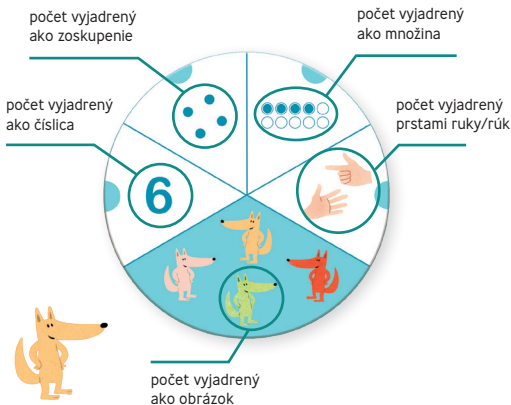 počet vyjadrený
ako zoskupenie
počet vyjadrený
ako množina
počet vyjadrený
ako číslica
počet vyjadrený
prstami ruky/rúk
6
počet vyjadrený
ako obrázok